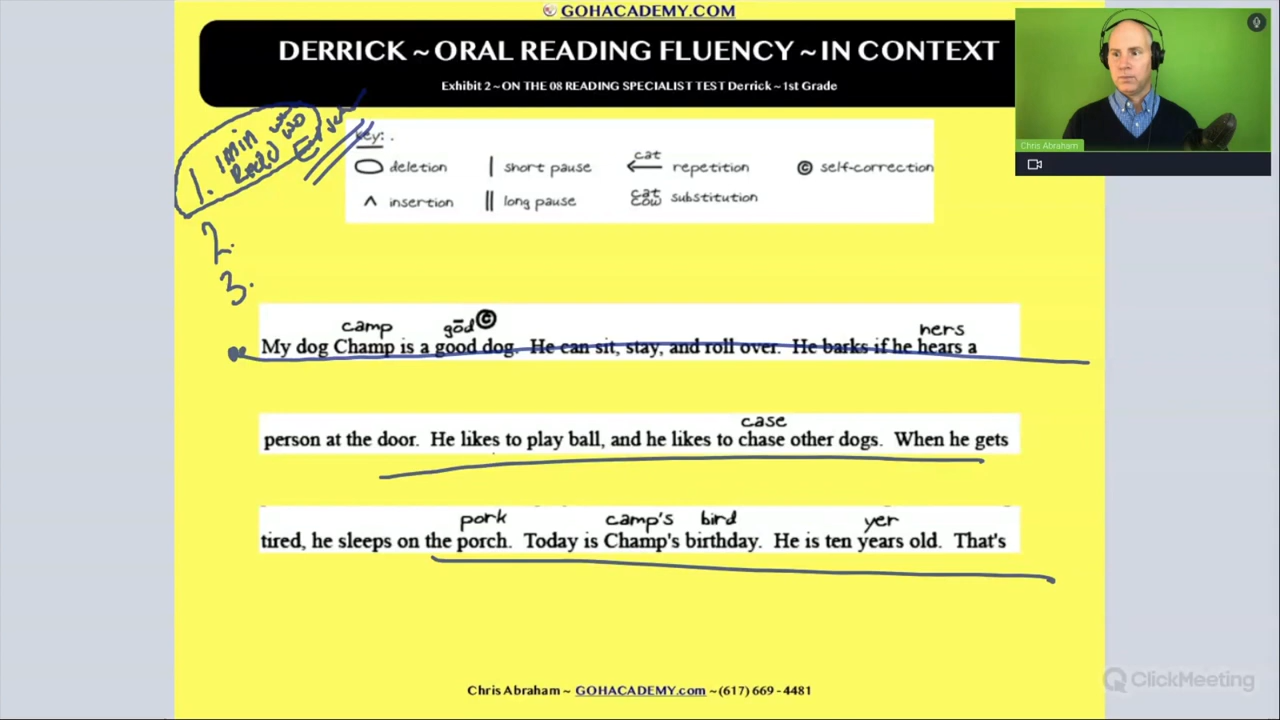 GOHACADEMY.COM
DERRICK ~ ORAL READING FLUENCY ~ IN CONTEXT
Exhibit 2 ~ ON THE 08 READING SPECIALIST TEST Derrick ~ 1st Grade
Chris Abraham
1. 1 MIN
READ
Key: .
deletion | short pause cat repetition © self-correction
^ insertion || long pause cat cow substitution
2.
3.
camp gōd © hers
My dog Champ is a good dog. He can sit, stay, and roll over. He barks if he hears a
case
person at the door. He likes to play ball, and he likes to chase other dogs. When he gets
pork camp's bird yer
tired, he sleeps on the porch. Today is Champ's birthday. He is ten years old. That's
Chris Abraham ~ GOHACADEMY.com ~ (617) 669 - 4481
ClickMeeting